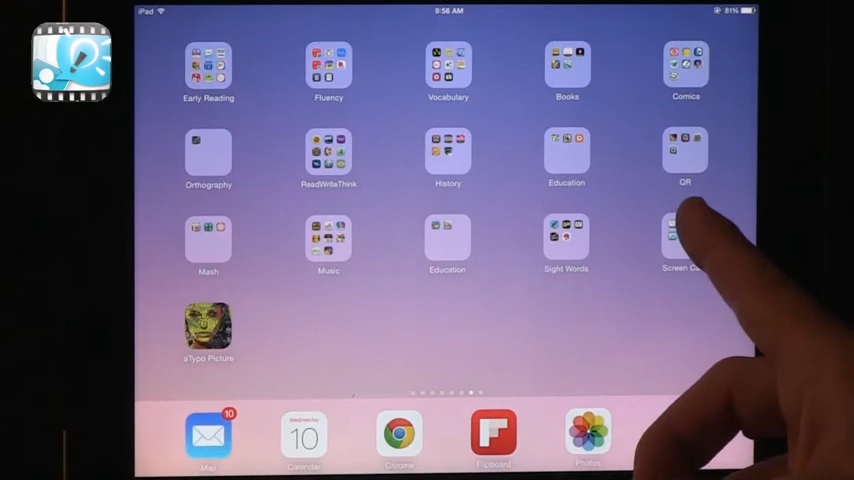 iPad 9:56 AM 81%
Early Reading Fluency Vocabulary Books Comics
Orthography ReadWriteThink History Education QR
Mash Music Education Sight Words Screen
aTypo Picture
10
Wednesday
10
Mail Calendar Chrome Flipboard Photos